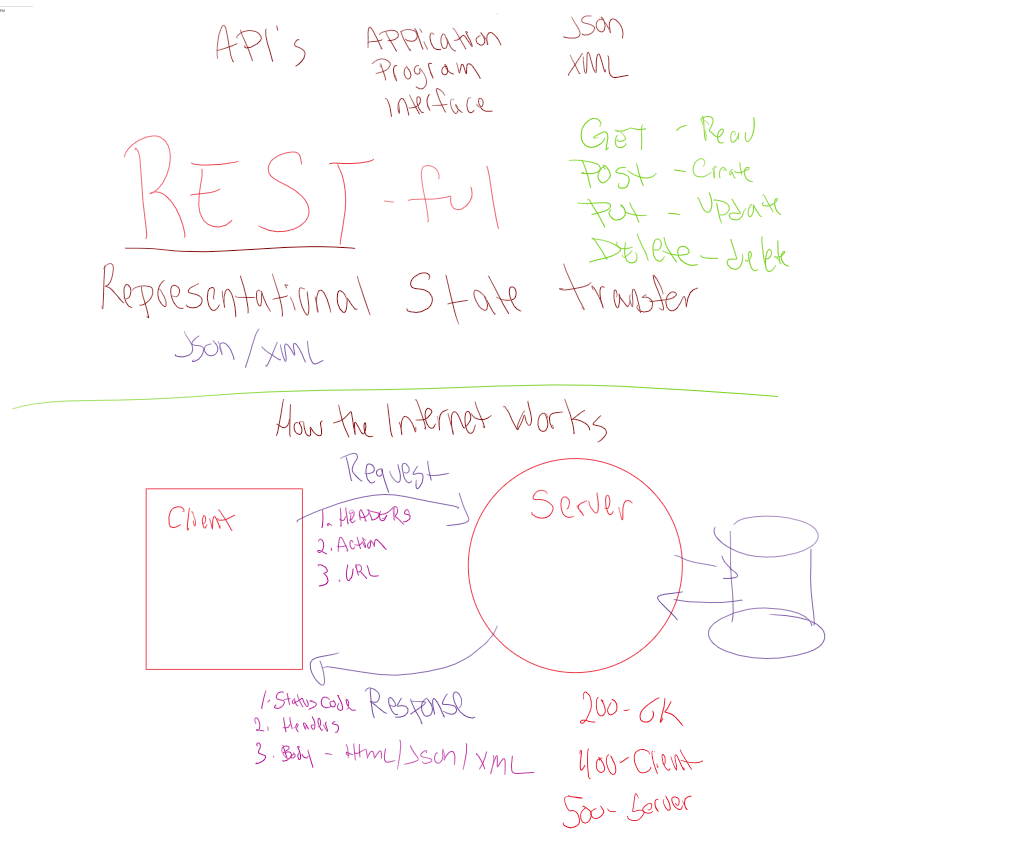 API's
Application
Program
Interface
Json
XML
REST-ful
GET - Read
Post - Create
Put - Update
Delete - delete
Representational State transfer
Json/XML
How the Internet Works
Request
Client
1. HEADERS
2. Action
3. URL
Server
Response
1. Status Code
2. Headers
3. Body - Html/Json/XML
200 - OK
400 - Client
500 - Server